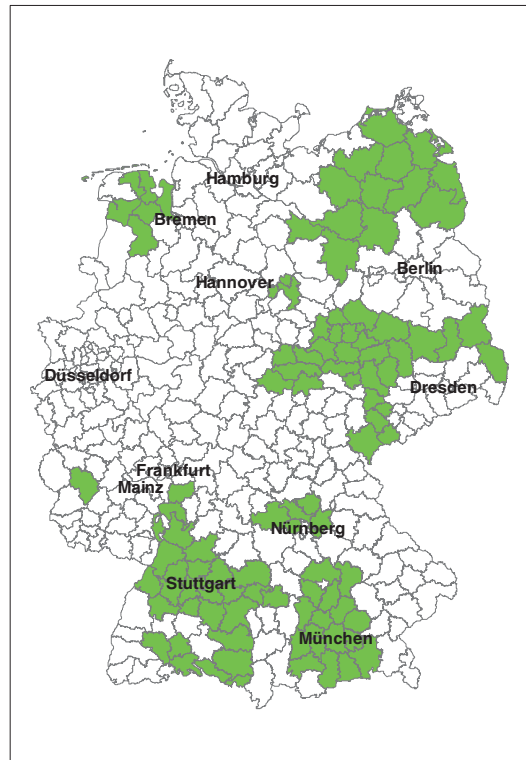 Hamburg
Bremen
Berlin
Hannover
Düsseldorf
Dresden
Frankfurt
Mainz
Nürnberg
Stuttgart
München